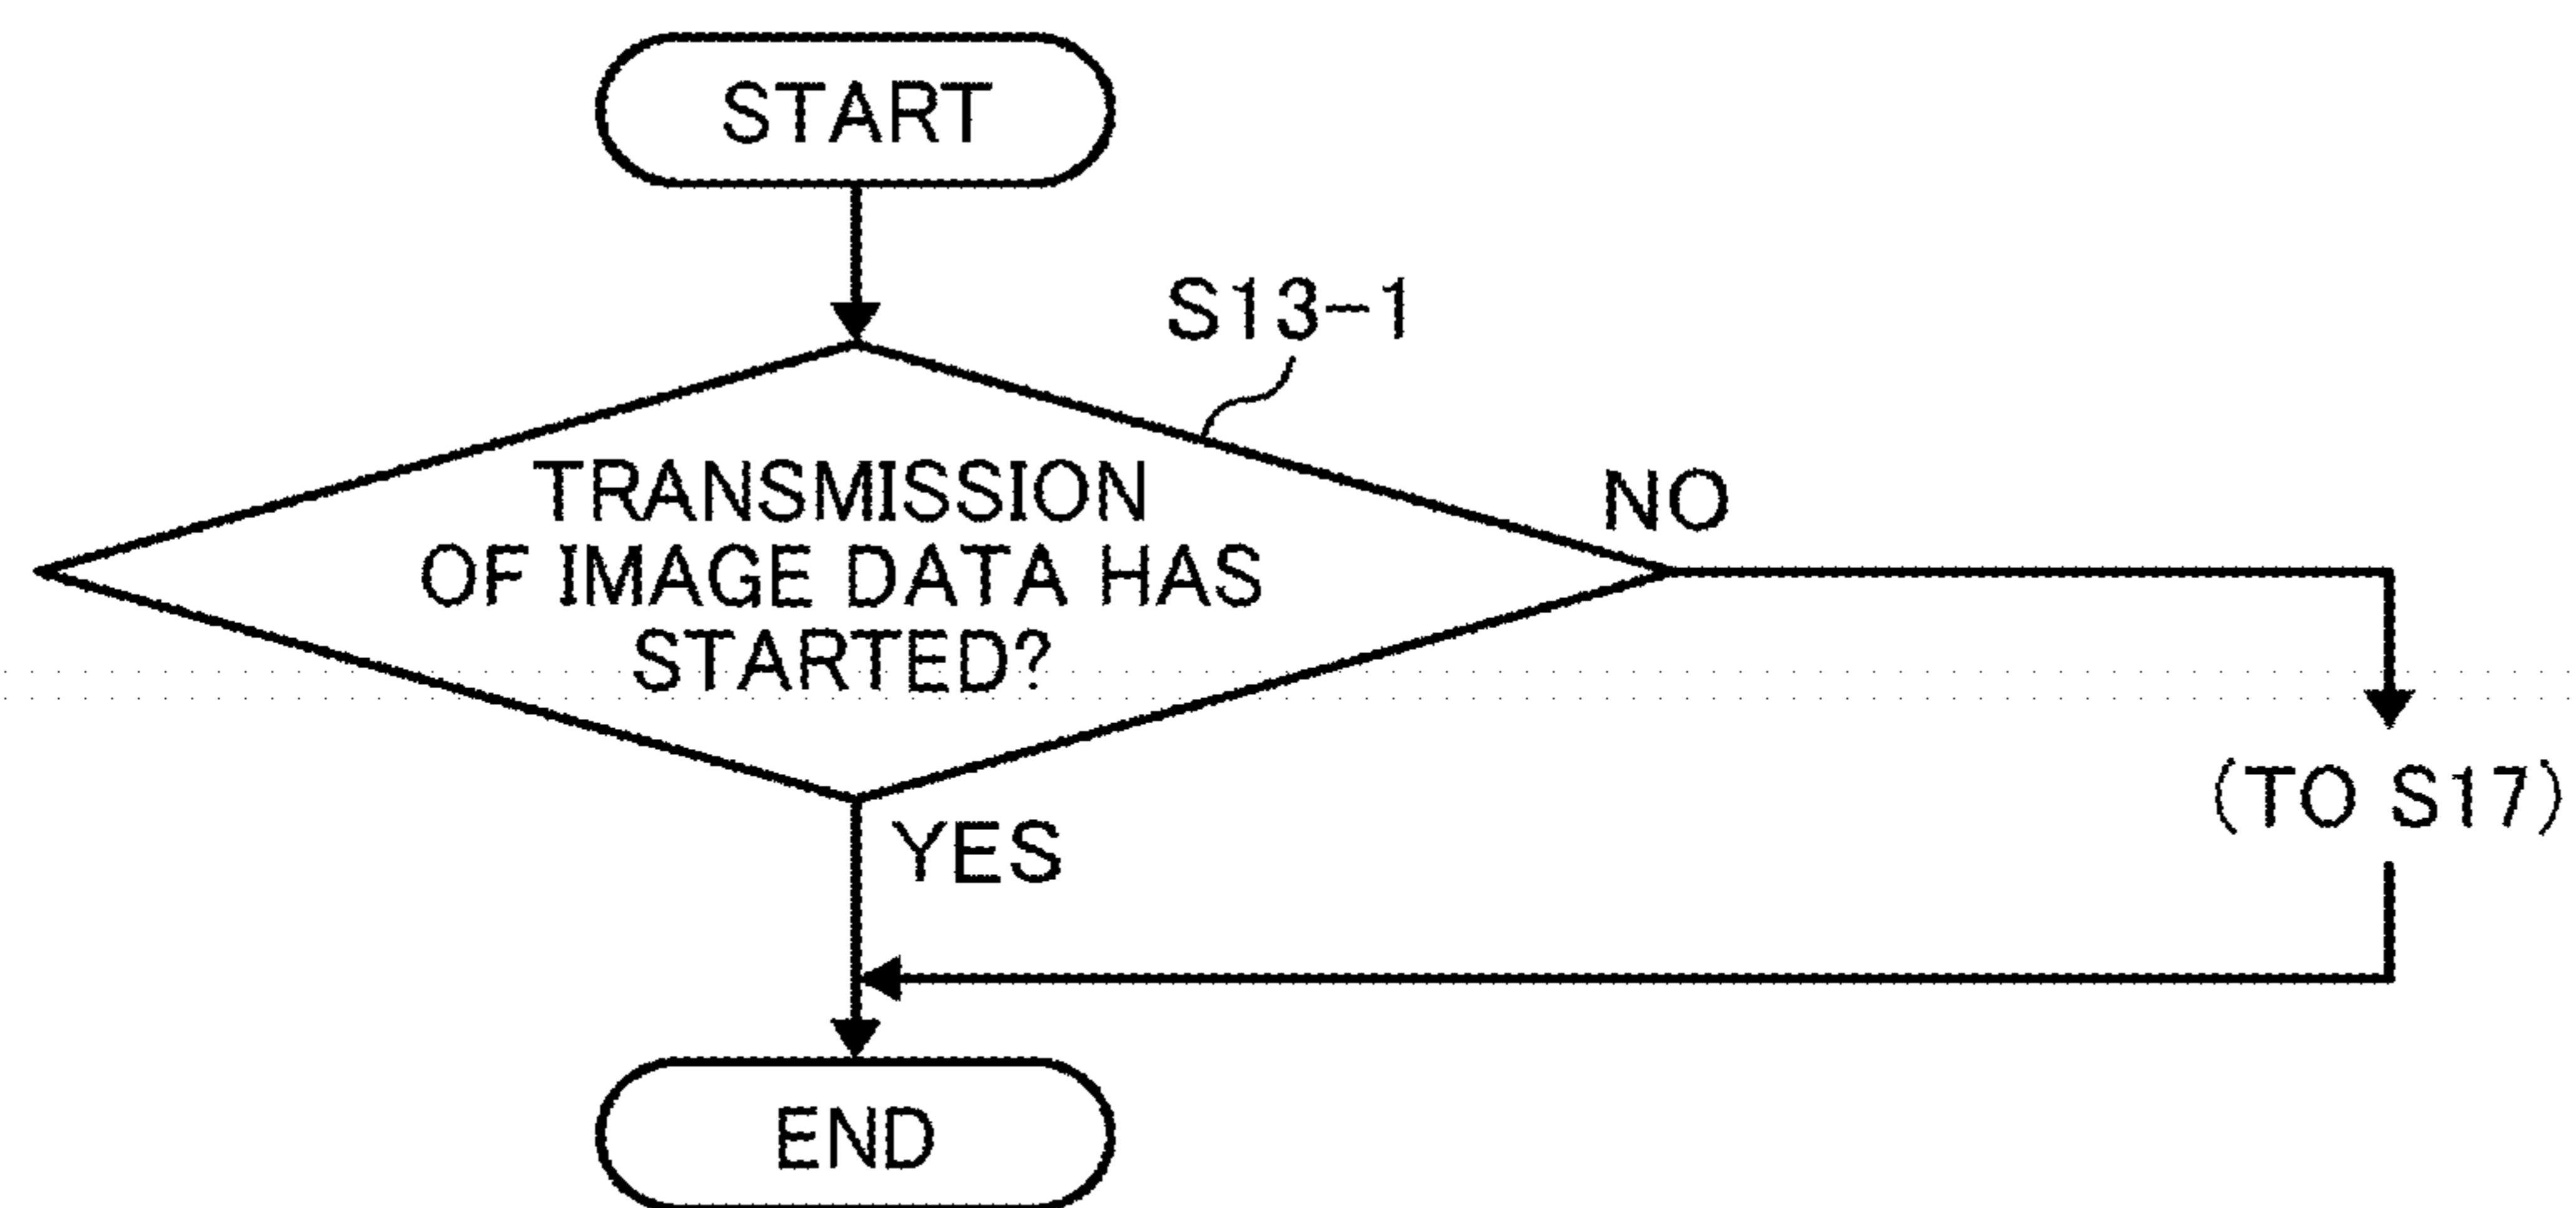 START
S13-1
TRANSMISSION
OF IMAGE DATA HAS
STARTED?
NO
(TO S17)
YES
END